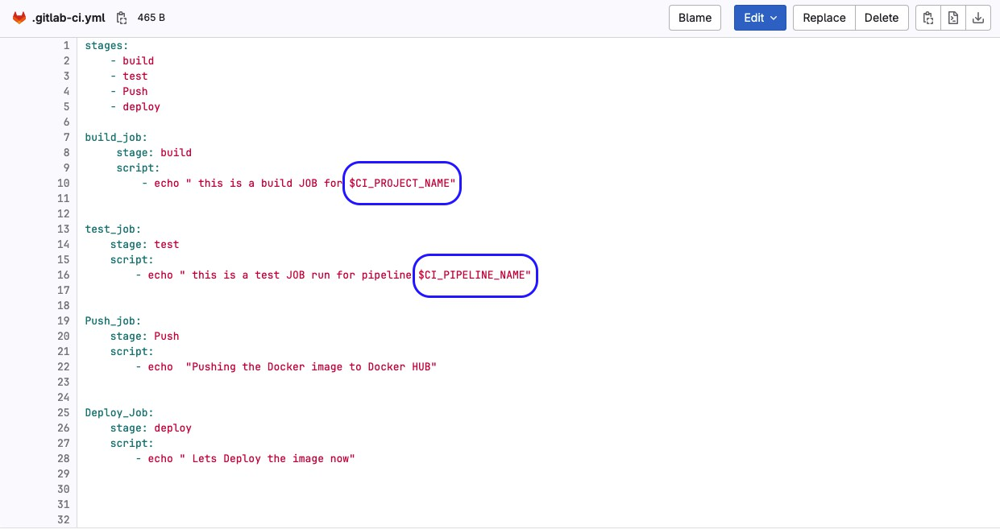 .gitlab-ci.yml 465 B Blame Edit Replace Delete
1 stages:
2     - build
3     - test
4     - Push
5     - deploy
6
7 build_job:
8      stage: build
9      script:
10          - echo " this is a build JOB for $CI_PROJECT_NAME"
11
12
13 test_job:
14     stage: test
15     script:
16         - echo " this is a test JOB run for pipeline $CI_PIPELINE_NAME"
17
18
19 Push_job:
20     stage: Push
21     script:
22         - echo  "Pushing the Docker image to Docker HUB"
23
24
25 Deploy_Job:
26     stage: deploy
27     script:
28         - echo " Lets Deploy the image now"
29
30
31
32